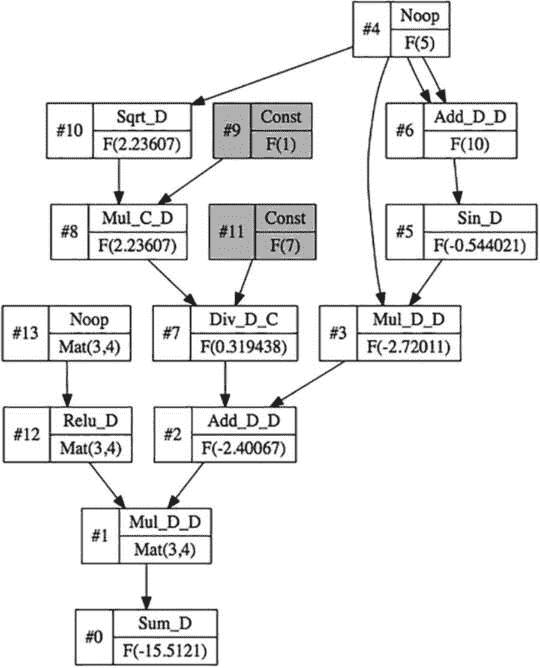 #4
Noop
F(5)
#10
Sqrt_D
F(2.23607)
#9
Const
F(1)
#6
Add_D_D
F(10)
#8
Mul_C_D
F(2.23607)
#11
Const
F(7)
#5
Sin_D
F(-0.544021)
#13
Noop
Mat(3,4)
#7
Div_D_C
F(0.319438)
#3
Mul_D_D
F(-2.72011)
#12
Relu_D
Mat(3,4)
#2
Add_D_D
F(-2.40067)
#1
Mul_D_D
Mat(3,4)
#0
Sum_D
F(-15.5121)